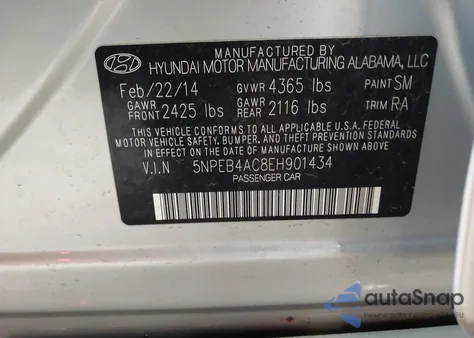 MANUFACTURED BY
HYUNDAI MOTOR MANUFACTURING ALABAMA, LLC
Feb/22/14 GVWR 4365 lbs PAINT SM
GAWR FRONT 2425 lbs GAWR REAR 2116 lbs TRIM RA
THIS VEHICLE CONFORMS TO ALL APPLICABLE U.S.A. FEDERAL
MOTOR VEHICLE SAFETY, BUMPER, AND THEFT PREVENTION
STANDARDS IN EFFECT ON THE DATE OF MANUFACTURE SHOWN ABOVE.
V.I.N 5NPEB4AC8EH901434
PASSENGER CAR
autoSnap